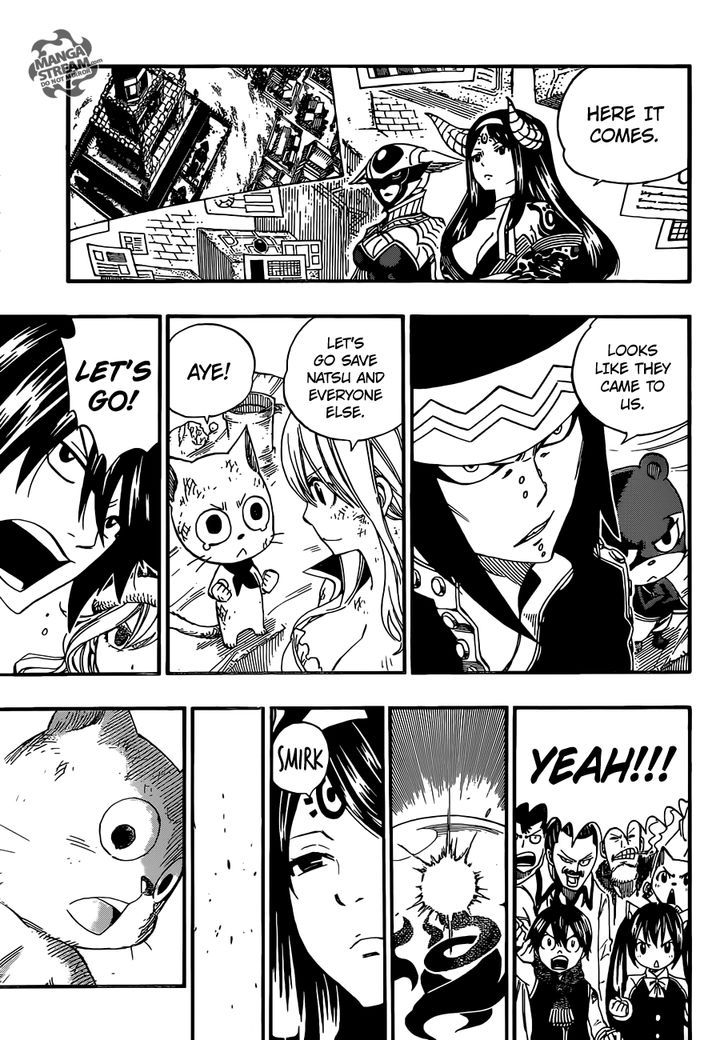 MANGA
STREAM.com
DO NOT MIRROR
HERE IT
COMES.
LOOKS
LIKE THEY
CAME TO
US.
LET'S
GO SAVE
NATSU AND
EVERYONE
ELSE.
AYE!
LET'S
GO!
YEAH!!!
SMIRK